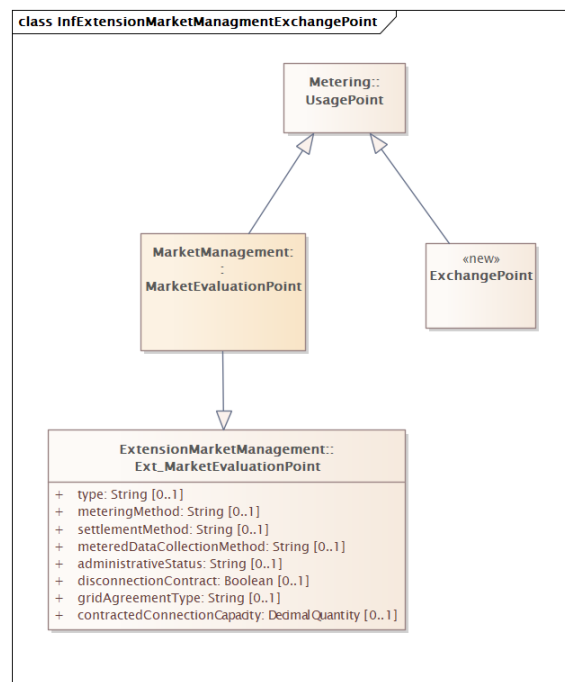 class InfExtensionMarketManagmentExchangePoint
Metering::
UsagePoint
MarketManagement:
:
MarketEvaluationPoint
«new»
ExchangePoint
ExtensionMarketManagement::
Ext_MarketEvaluationPoint
+ type: String [0..1]
+ meteringMethod: String [0..1]
+ settlementMethod: String [0..1]
+ meteredDataCollectionMethod: String [0..1]
+ administrativeStatus: String [0..1]
+ disconnectionContract: Boolean [0..1]
+ gridAgreementType: String [0..1]
+ contractedConnectionCapacity: DecimalQuantity [0..1]